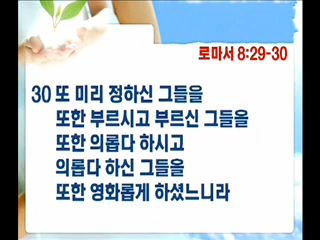 로마서 8:29-30
30 또 미리 정하신 그들을
또한 부르시고 부르신 그들을
또한 의롭다 하시고
의롭다 하신 그들을
또한 영화롭게 하셨느니라